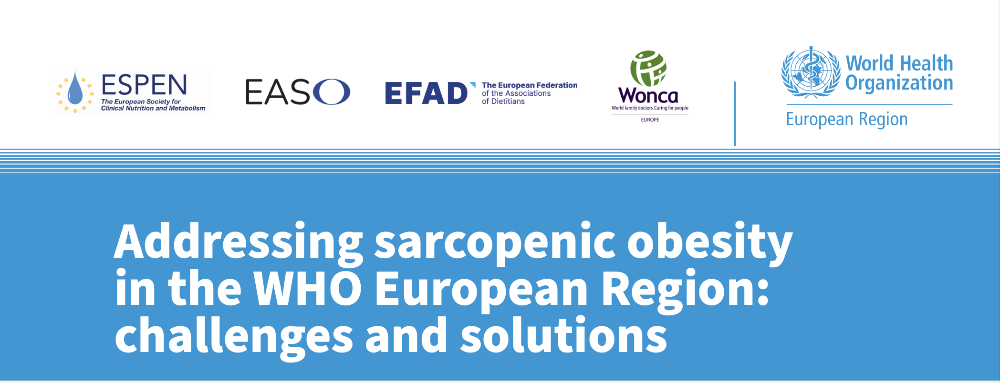 ESPEN
The European Society for
Clinical Nutrition and Metabolism
EASO
EFAD
The European Federation
of the Associations
of Dietitians
Wonca
World family doctors. Caring for people
EUROPE
World Health
Organization
European Region
Addressing sarcopenic obesity
in the WHO European Region:
challenges and solutions